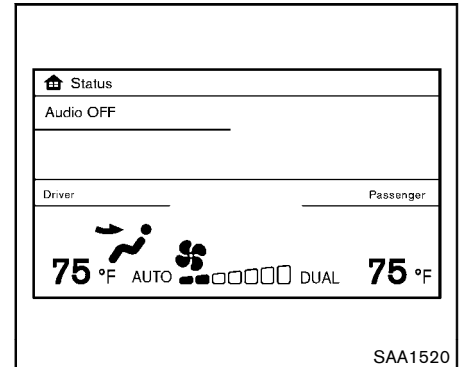 Status
Audio OFF
Driver Passenger
75 °F AUTO DUAL 75 °F
SAA1520